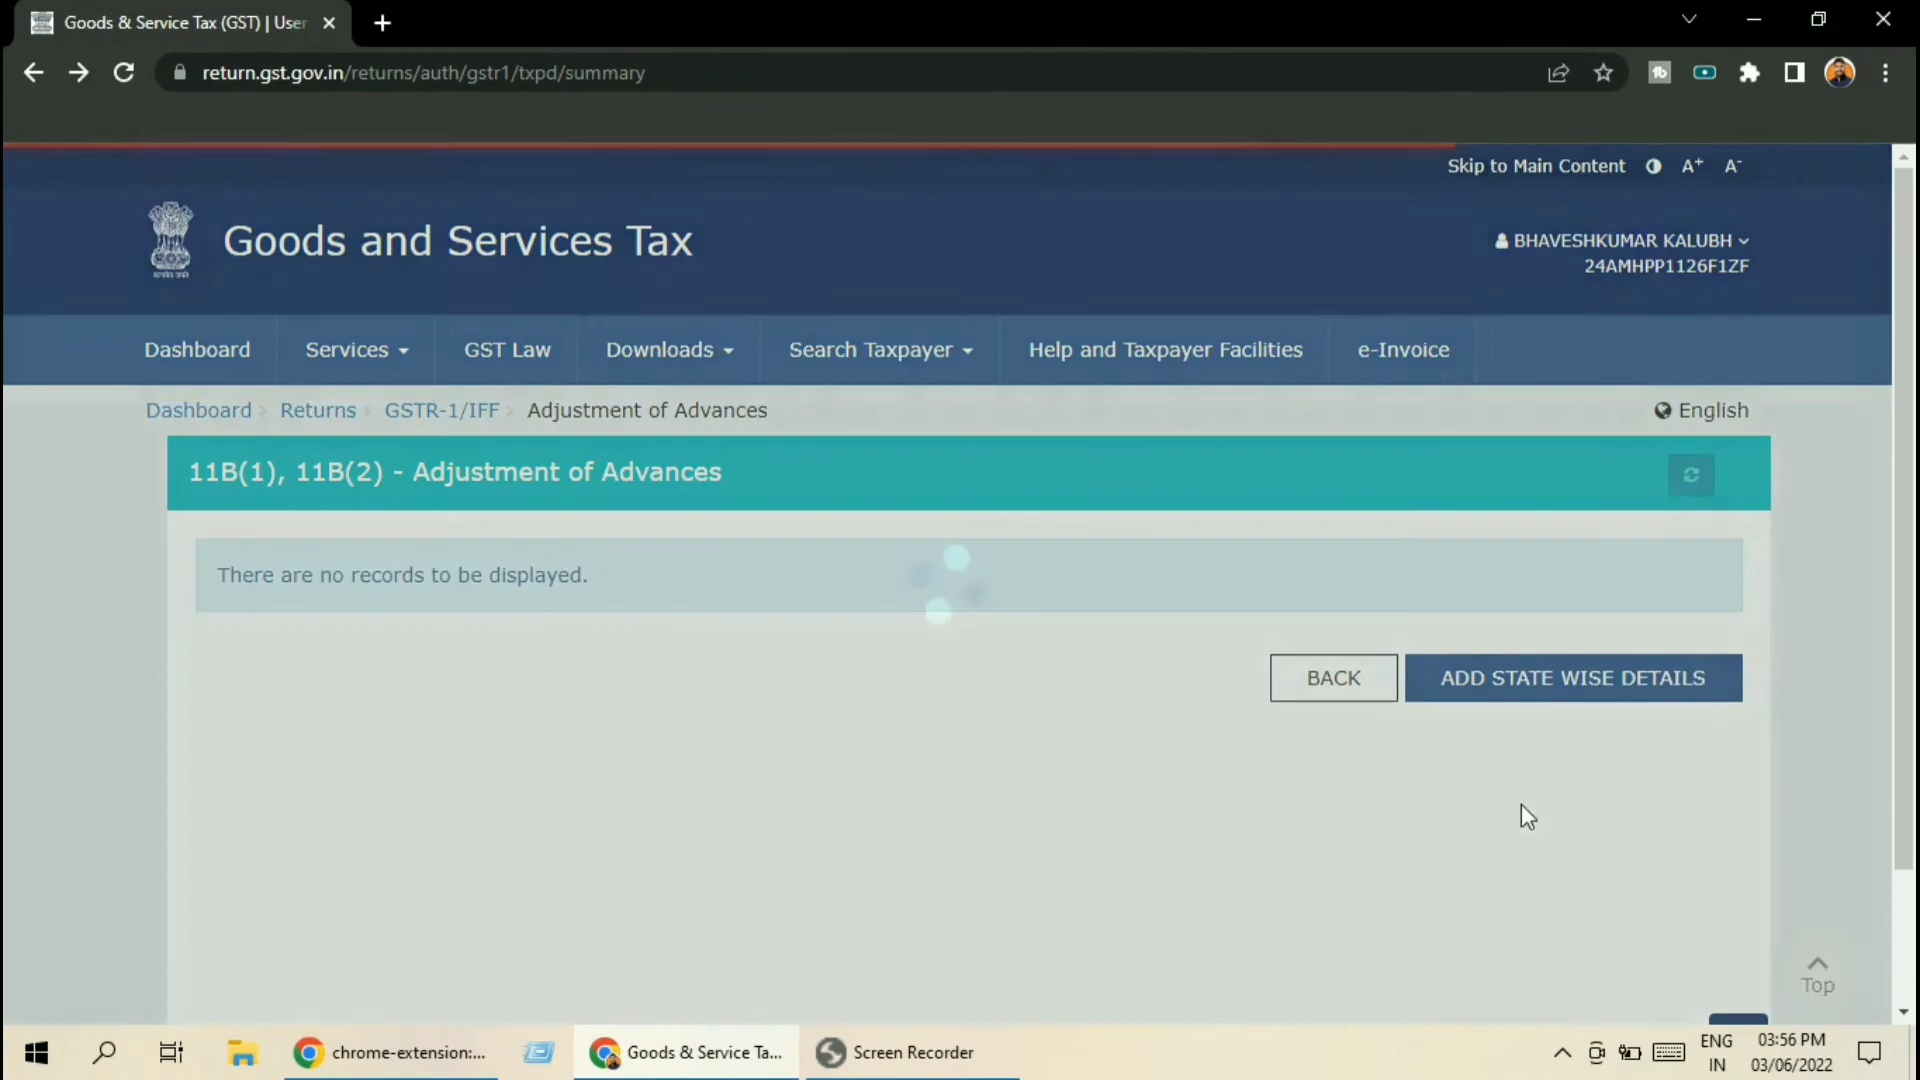 Goods & Service Tax (GST) | User
return.gst.gov.in/returns/auth/gstr1/txpd/summary
Skip to Main Content A+ A-
Goods and Services Tax
BHAVESHKUMAR KALUBH
24AMHPP1126F1ZF
Dashboard Services GST Law Downloads Search Taxpayer Help and Taxpayer Facilities e-Invoice
Dashboard Returns GSTR-1/IFF Adjustment of Advances English
11B(1), 11B(2) - Adjustment of Advances
There are no records to be displayed.
BACK ADD STATE WISE DETAILS
Top
chrome-extension:... Goods & Service Ta... Screen Recorder
ENG 03:56 PM
IN 03/06/2022